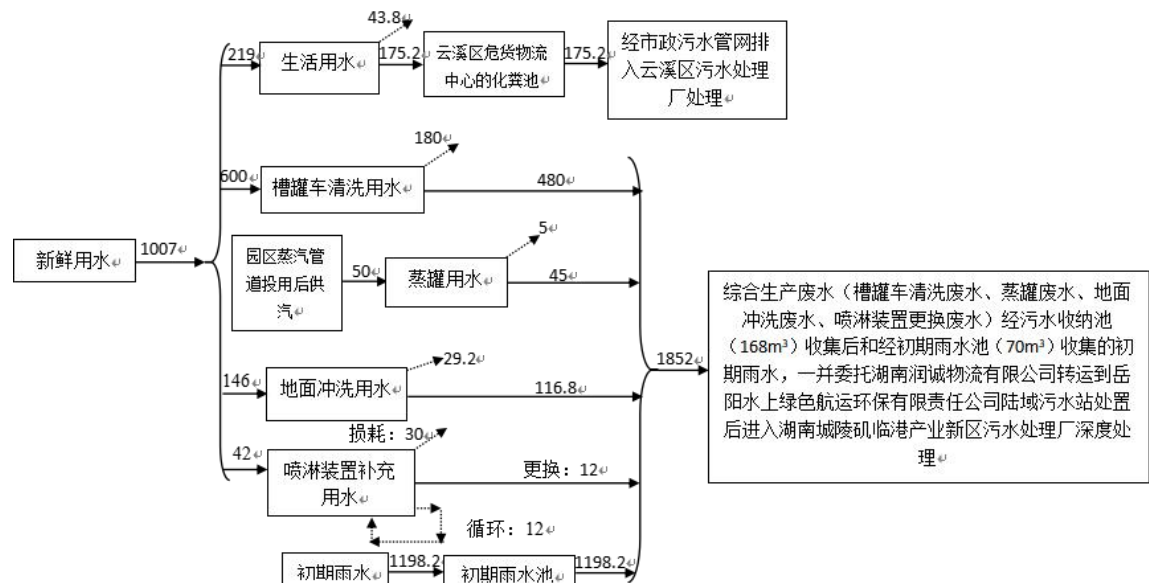 43.8
219
生活用水
175.2
云溪区危货物流
中心的化粪池
175.2
经市政污水管网排
入云溪区污水处理
厂处理
180
600
槽罐车清洗用水
480
新鲜用水
1007
园区蒸汽管
道投用后供
汽
50
蒸罐用水
5
45
146
地面冲洗用水
29.2
116.8
42
喷淋装置补充
用水
损耗：30
更换：12
循环：12
初期雨水
1198.2
初期雨水池
1198.2
1852
综合生产废水（槽罐车清洗废水、蒸罐废水、地面
冲洗废水、喷淋装置更换废水）经污水收纳池
（168m³）收集后和经初期雨水池（70m³）收集的初
期雨水，一并委托湖南润诚物流有限公司转运到岳
阳水上绿色航运环保有限责任公司陆域污水站处置
后进入湖南城陵矶临港产业新区污水处理厂深度处
理